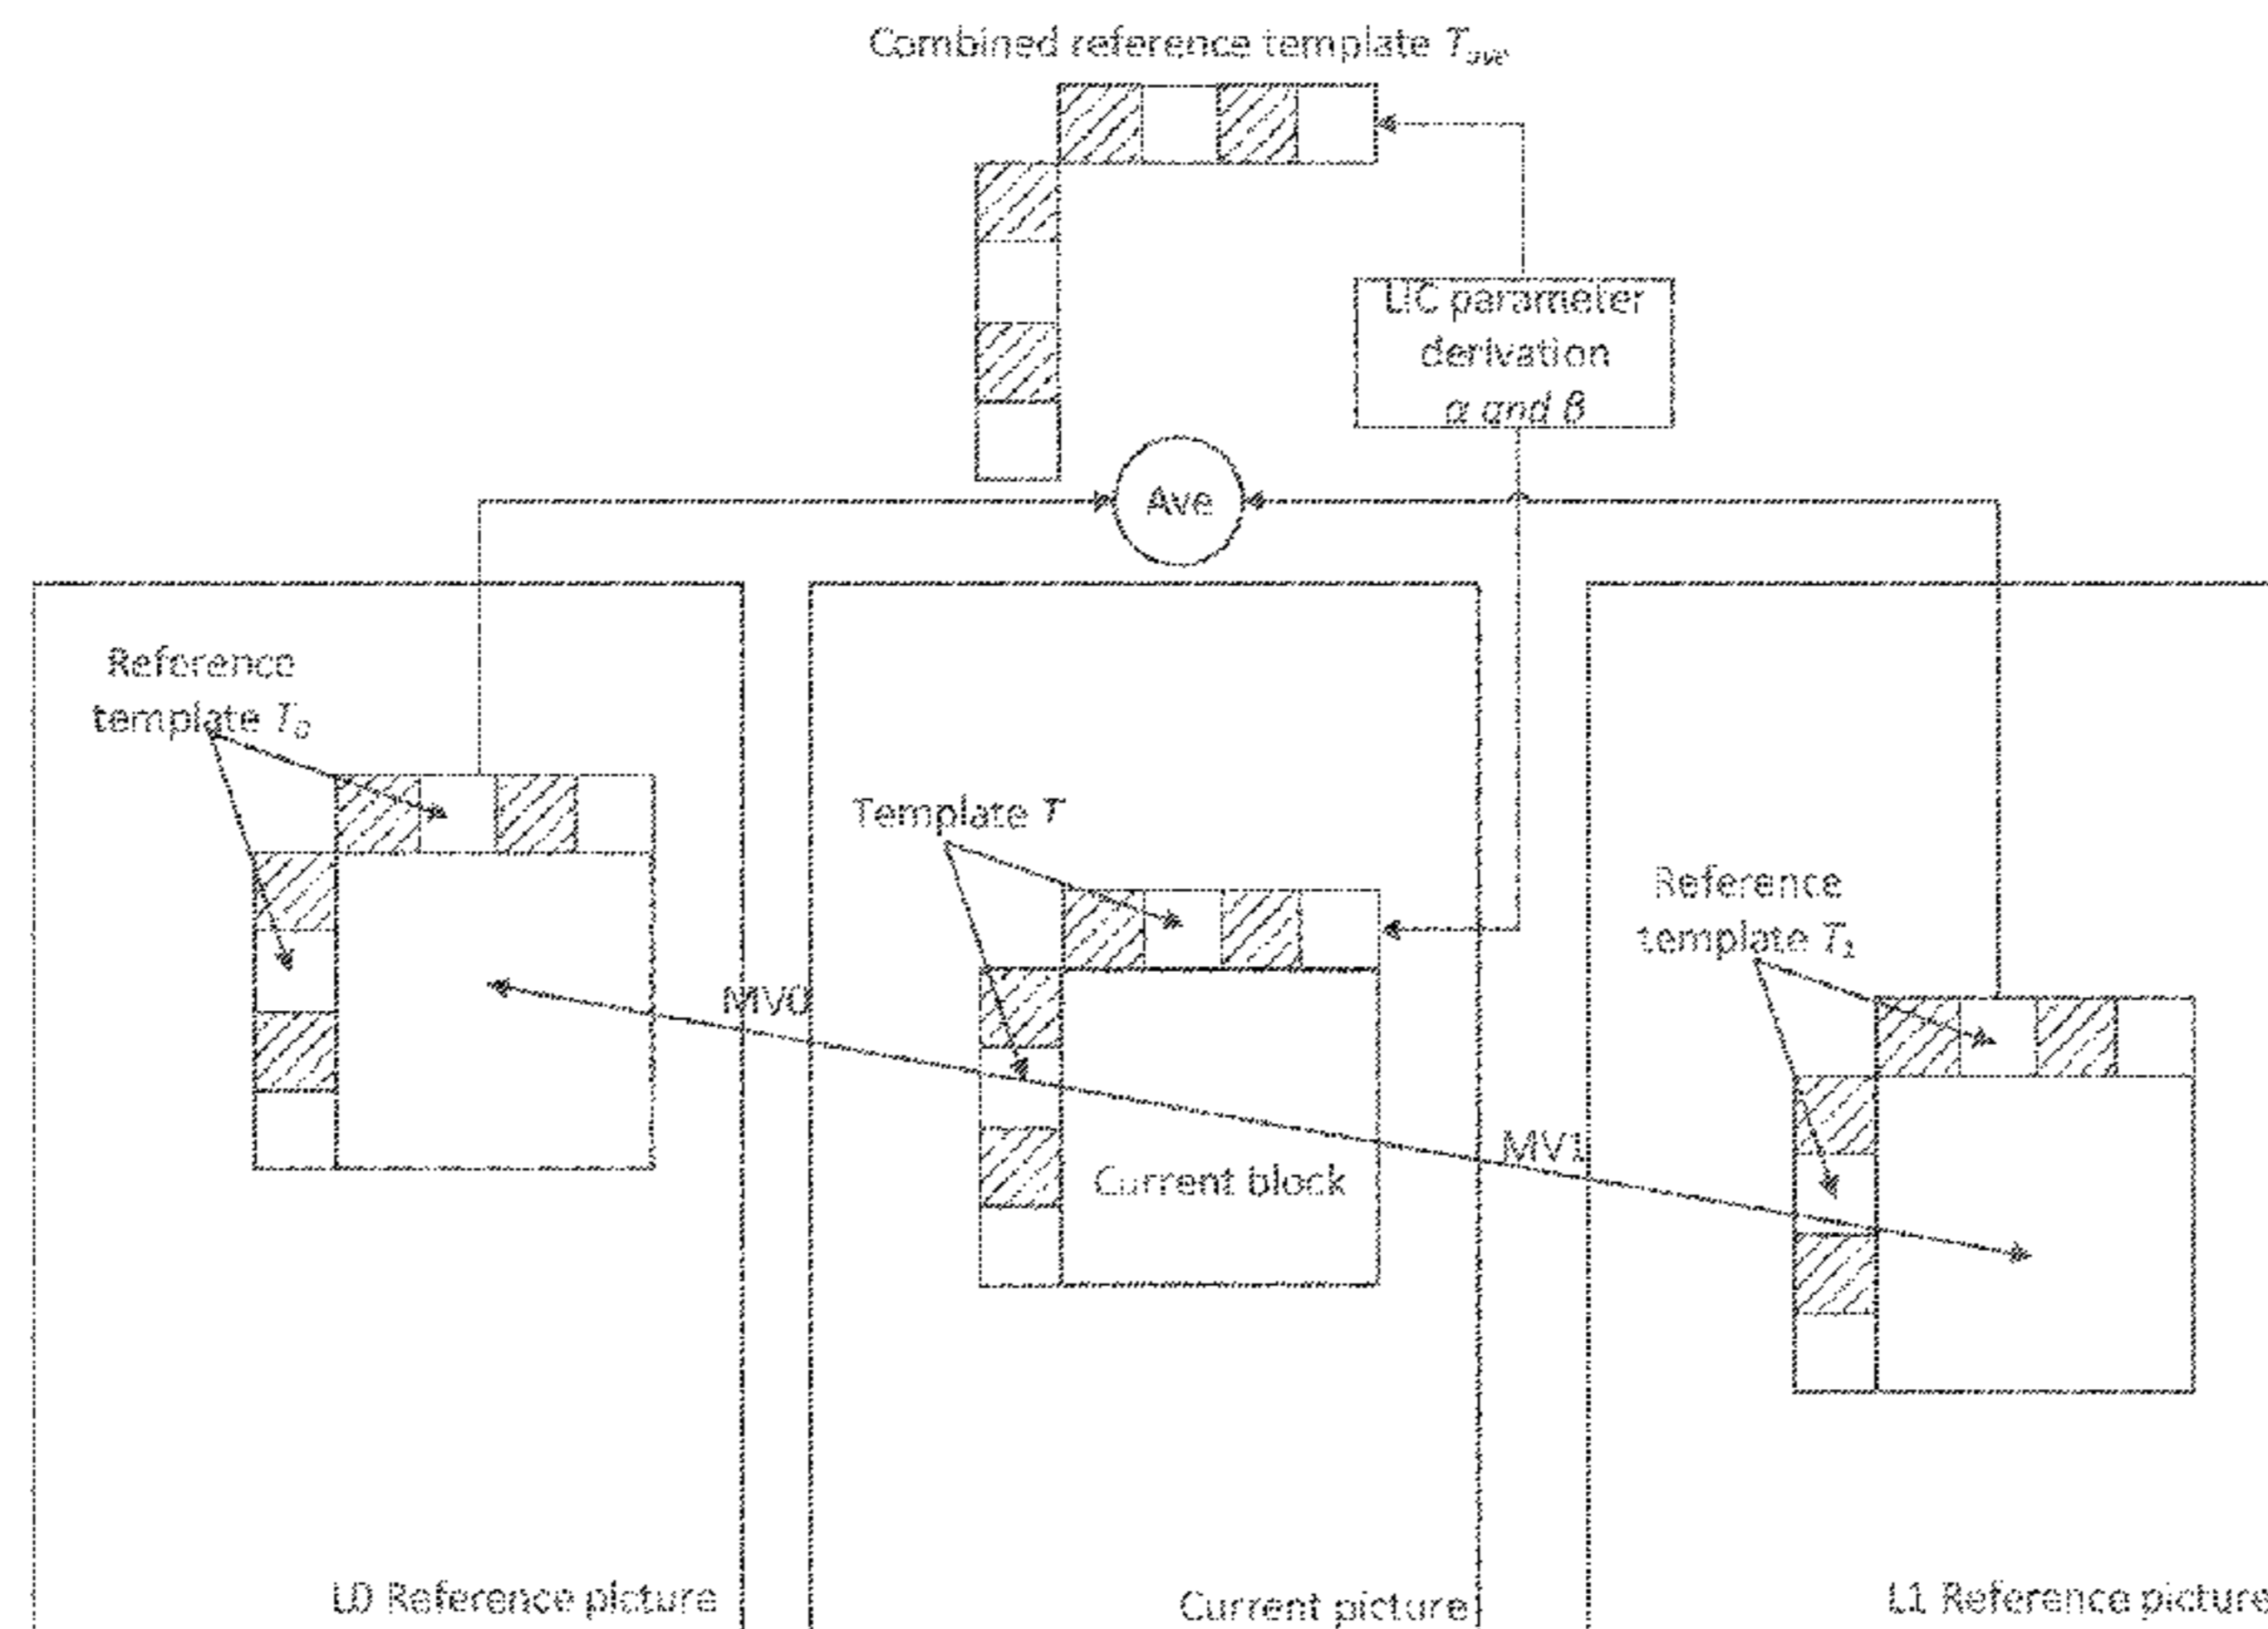 Combined reference template T_ave
LIC parameter
derivation
α and β
Ave
Reference
template T_0
Template T
Reference
template T_1
MV0
MV1
Current block
L0 Reference picture
Current picture
L1 Reference picture